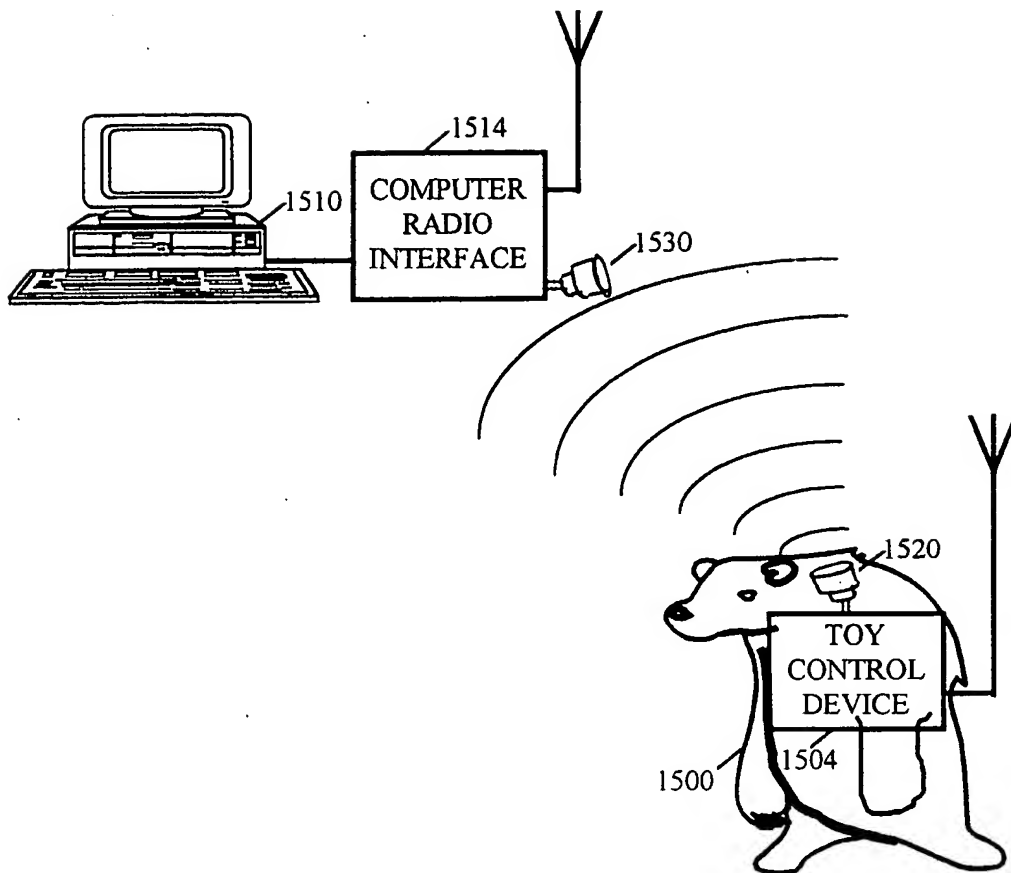 1514
COMPUTER
RADIO
INTERFACE
1510
1530
1520
TOY
CONTROL
DEVICE
1504
1500